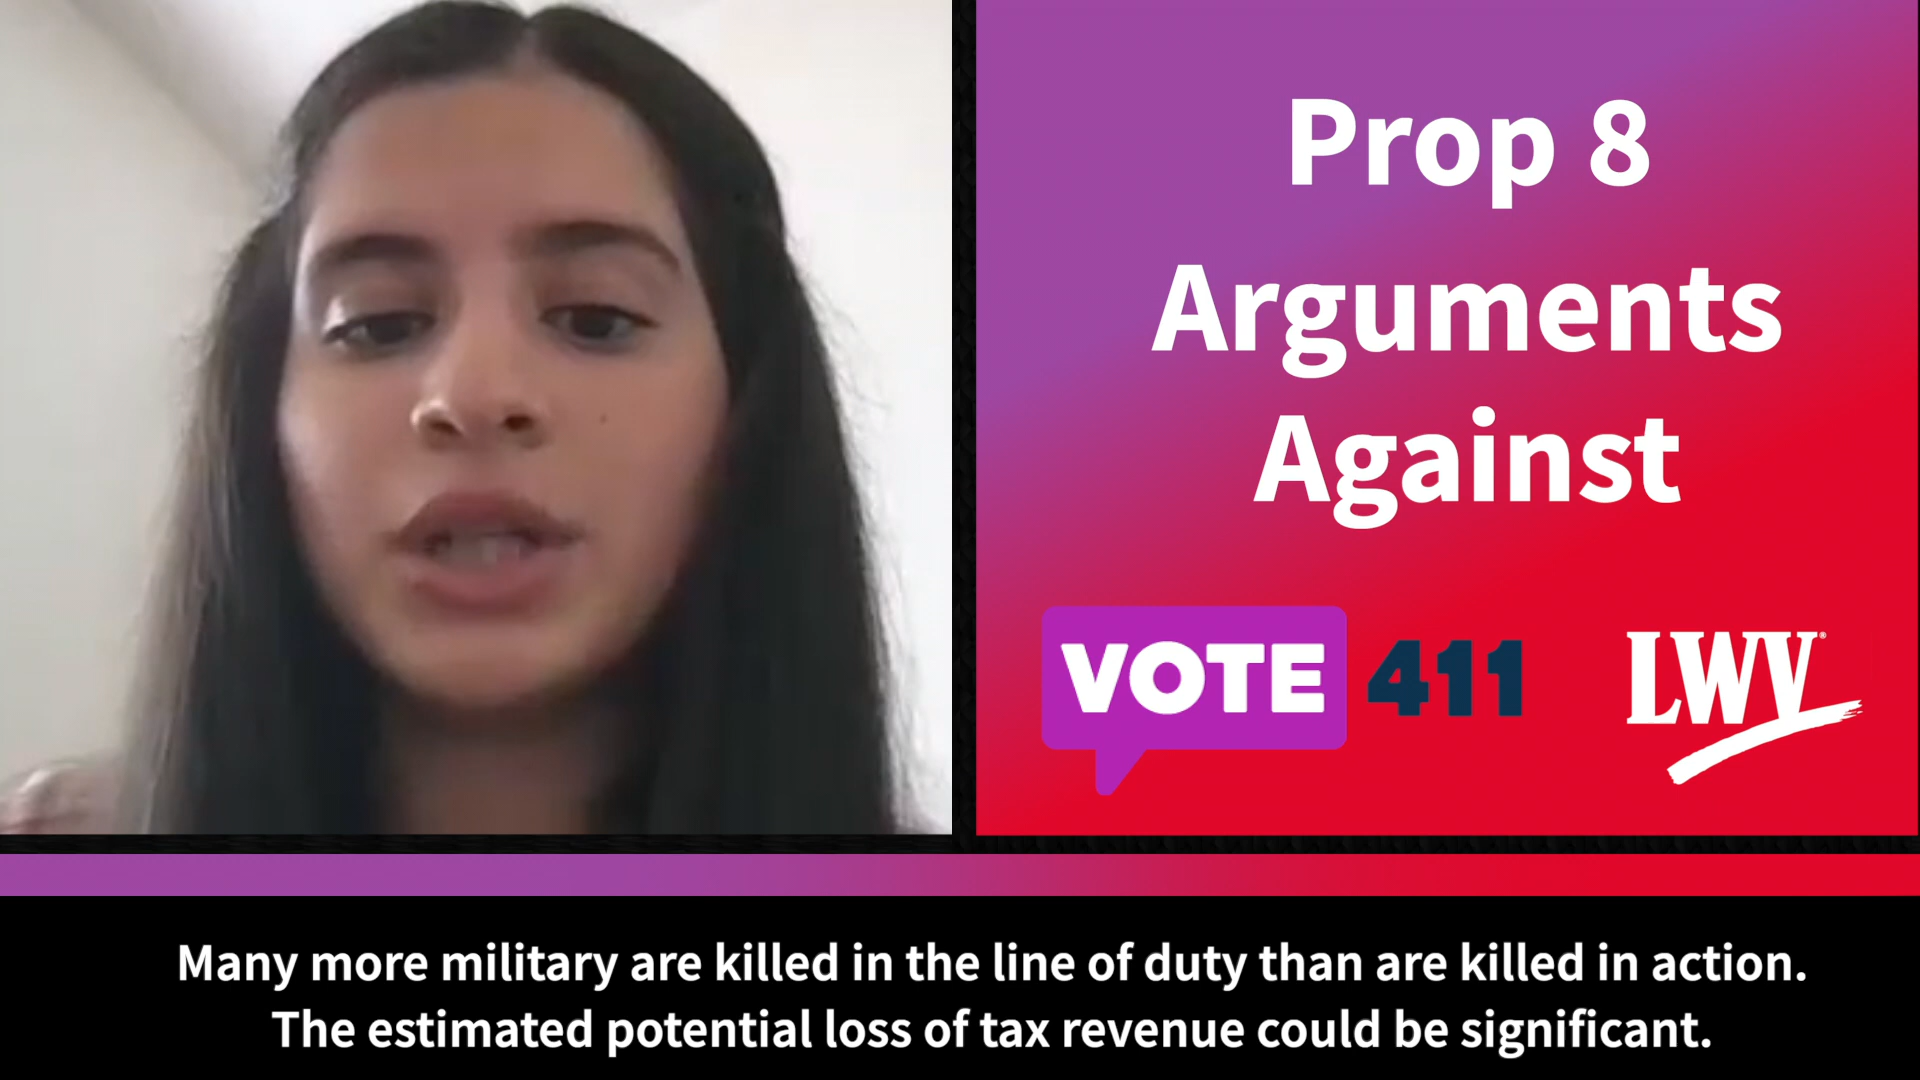 Prop 8
Arguments
Against
VOTE 411
LWV®
Many more military are killed in the line of duty than are killed in action.
The estimated potential loss of tax revenue could be significant.